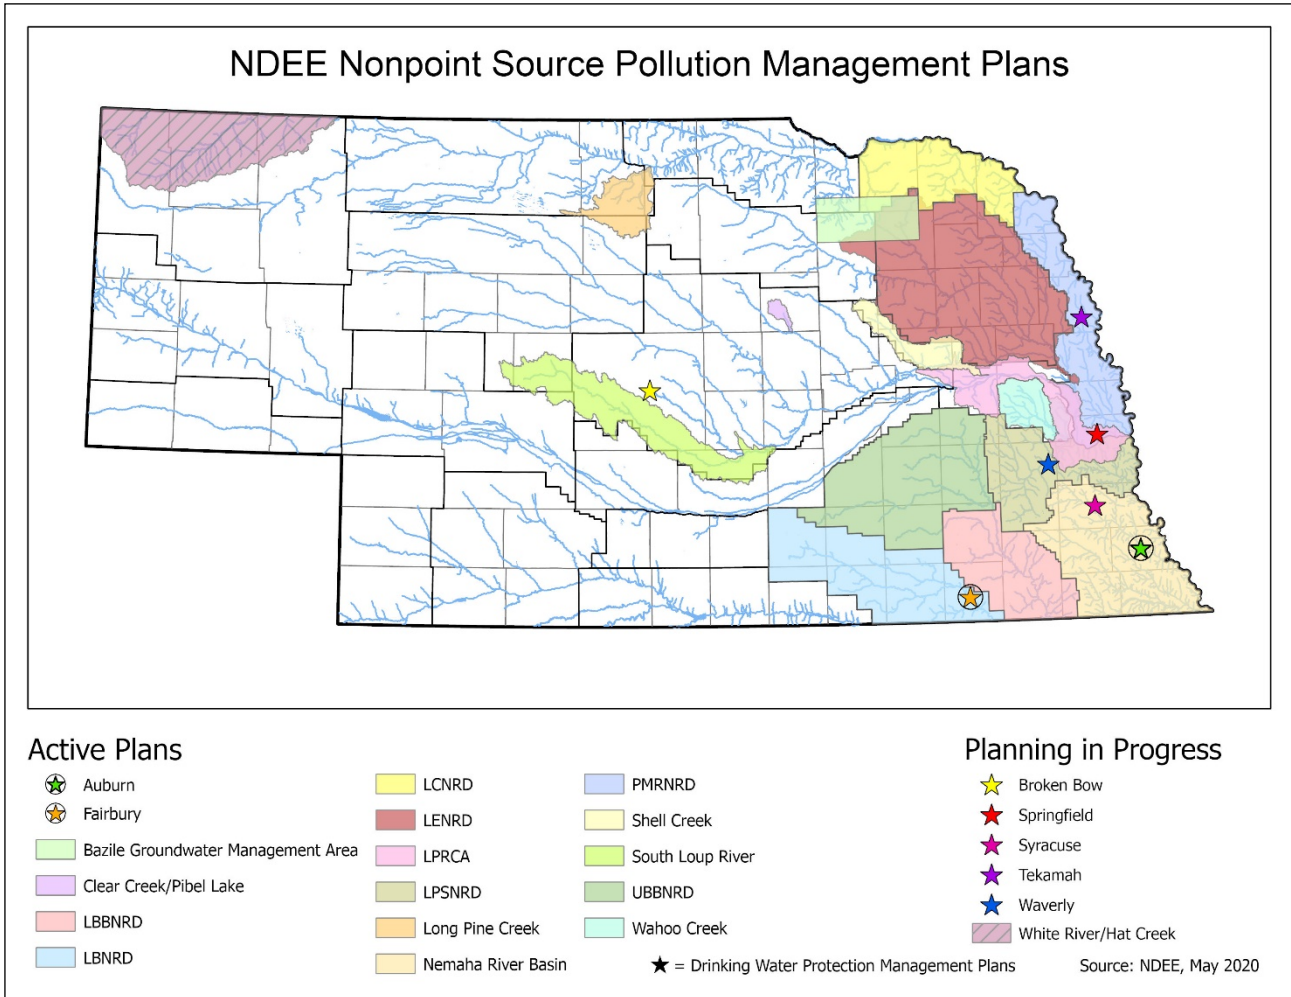 NDEE Nonpoint Source Pollution Management Plans
Active Plans
Auburn
Fairbury
Bazile Groundwater Management Area
Clear Creek/Pibel Lake
LBBNRD
LBNRD
LCNRD
LENRD
LPRCA
LPSNRD
Long Pine Creek
Nemaha River Basin
PMRNRD
Shell Creek
South Loup River
UBBNRD
Wahoo Creek
= Drinking Water Protection Management Plans
Planning in Progress
Broken Bow
Springfield
Syracuse
Tekamah
Waverly
White River/Hat Creek
Source: NDEE, May 2020